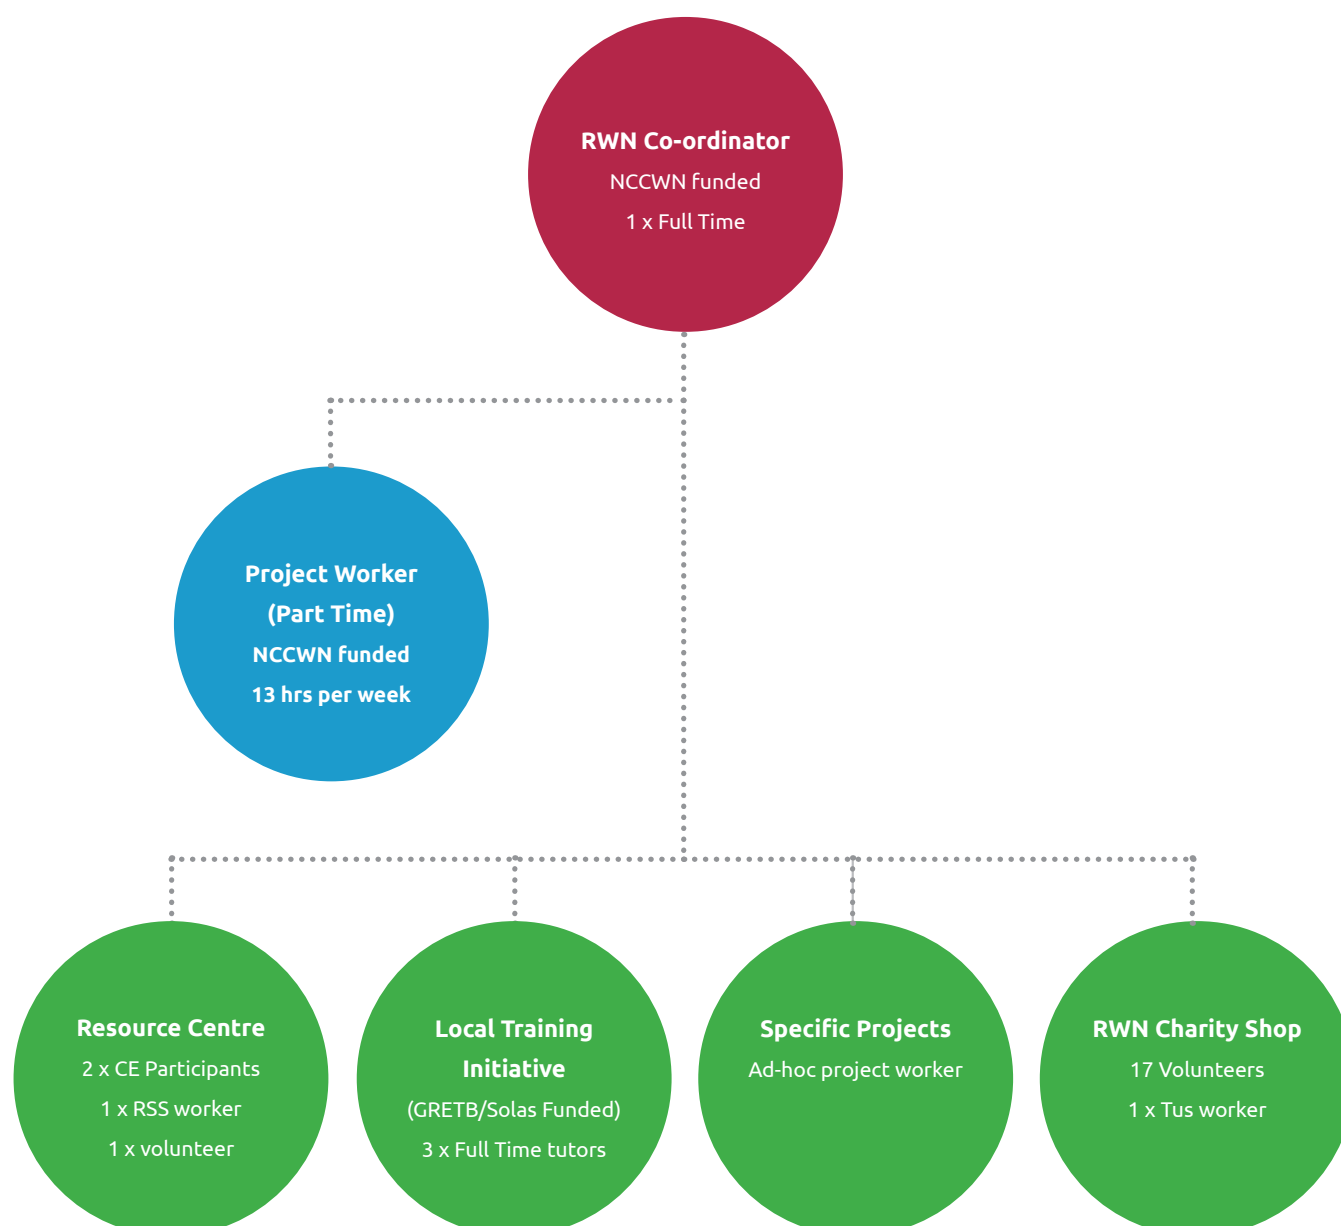 RWN Co-ordinator
NCCWN funded
1 x Full Time
Project Worker
(Part Time)
NCCWN funded
13 hrs per week
Resource Centre
2 x CE Participants
1 x RSS worker
1 x volunteer
Local Training
Initiative
(GRETB/Solas Funded)
3 x Full Time tutors
Specific Projects
Ad-hoc project worker
RWN Charity Shop
17 Volunteers
1 x Tus worker